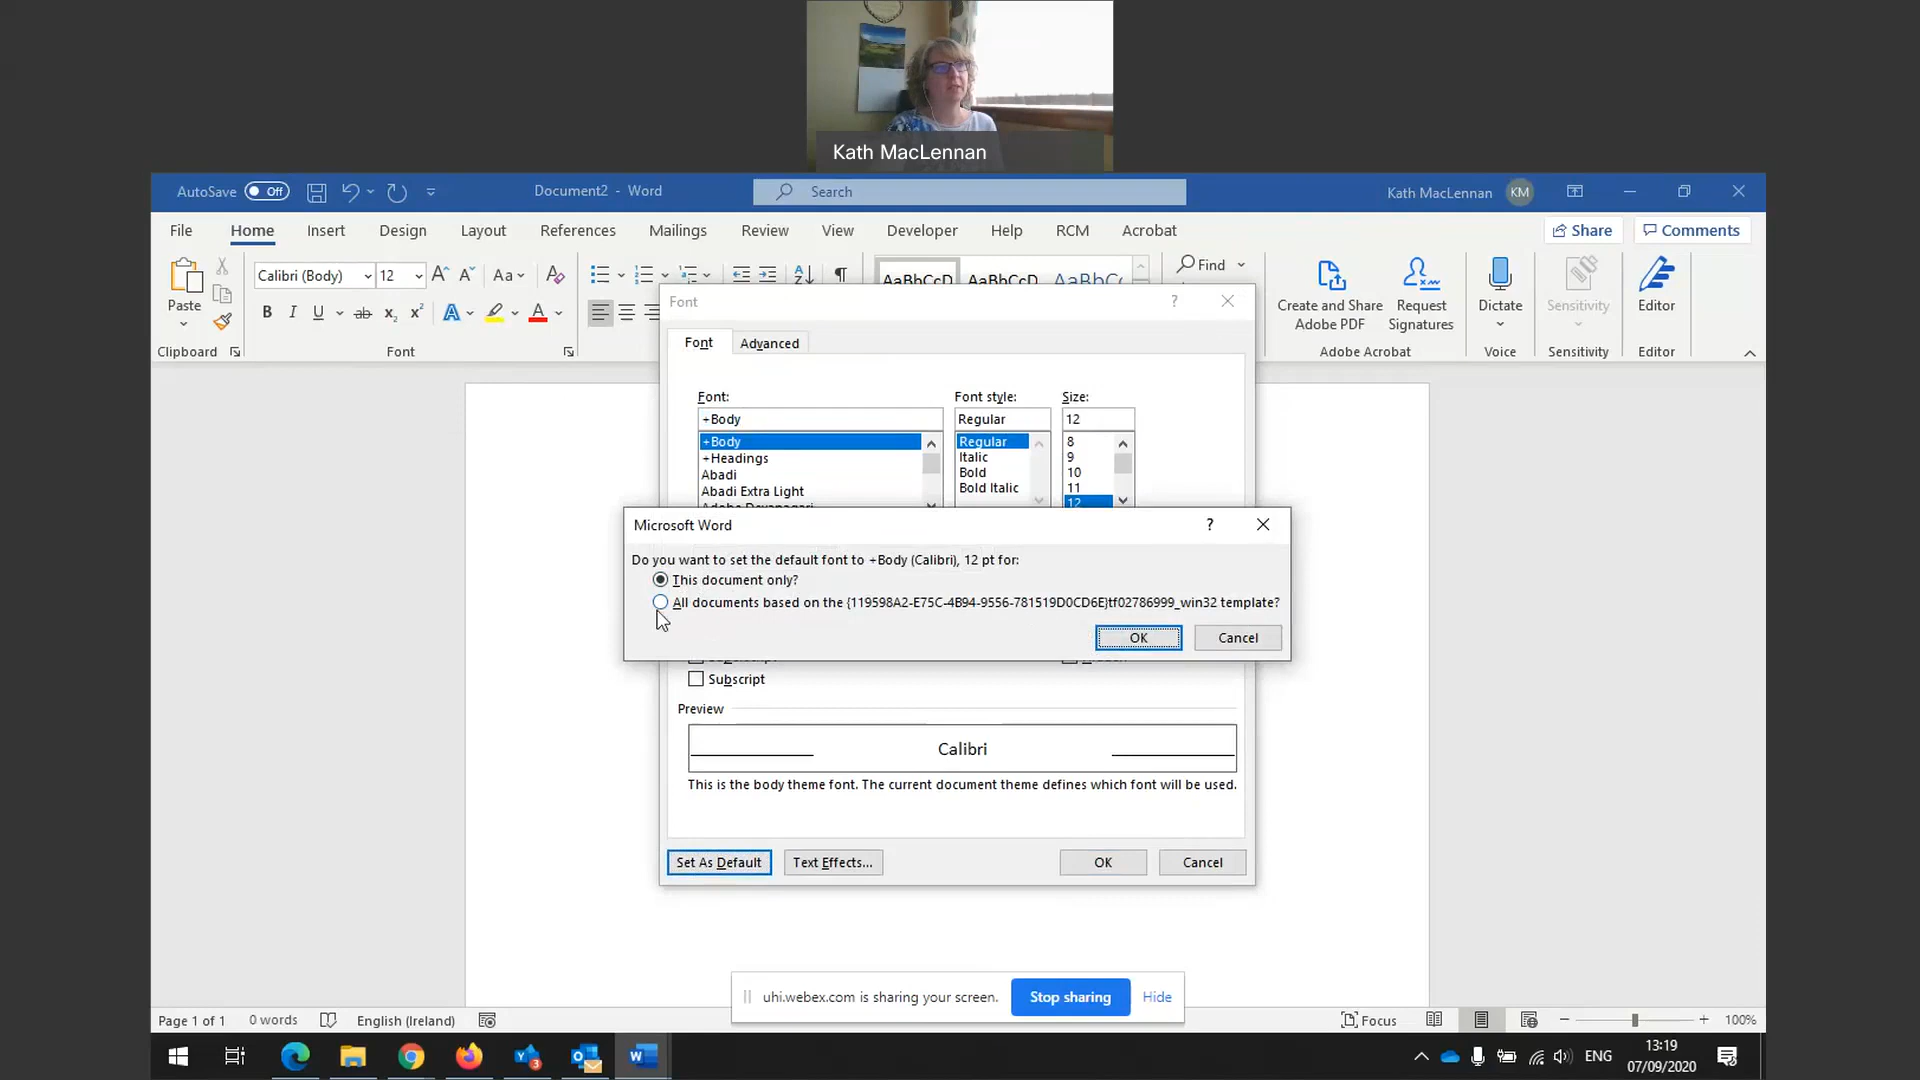 Kath MacLennan
AutoSave Off
Document2 - Word
Search
Kath MacLennan KM
File Home Insert Design Layout References Mailings Review View Developer Help RCM Acrobat
Share Comments
Calibri (Body) 12
Aa
AaBbCcD AaBbCcD AaBbCc
Find
Paste
B I U ab x₂ x² A A
Create and Share Adobe PDF
Request Signatures
Dictate
Sensitivity
Editor
Clipboard Font Adobe Acrobat Voice Sensitivity Editor
Font ?
Font Advanced
Font: Font style: Size:
+Body Regular 12
+Body Regular 8
+Headings Italic 9
Abadi Bold 10
Abadi Extra Light Bold Italic 11
12
Microsoft Word ?
Do you want to set the default font to +Body (Calibri), 12 pt for:
This document only?
All documents based on the {119598A2-E75C-4B94-9556-781519D0CD6E}tf02786999_win32 template?
OK Cancel
Subscript
Preview
Calibri
This is the body theme font. The current document theme defines which font will be used.
Set As Default Text Effects... OK Cancel
uhi.webex.com is sharing your screen. Stop sharing Hide
Page 1 of 1 0 words English (Ireland) Focus 100%
ENG
13:19
07/09/2020